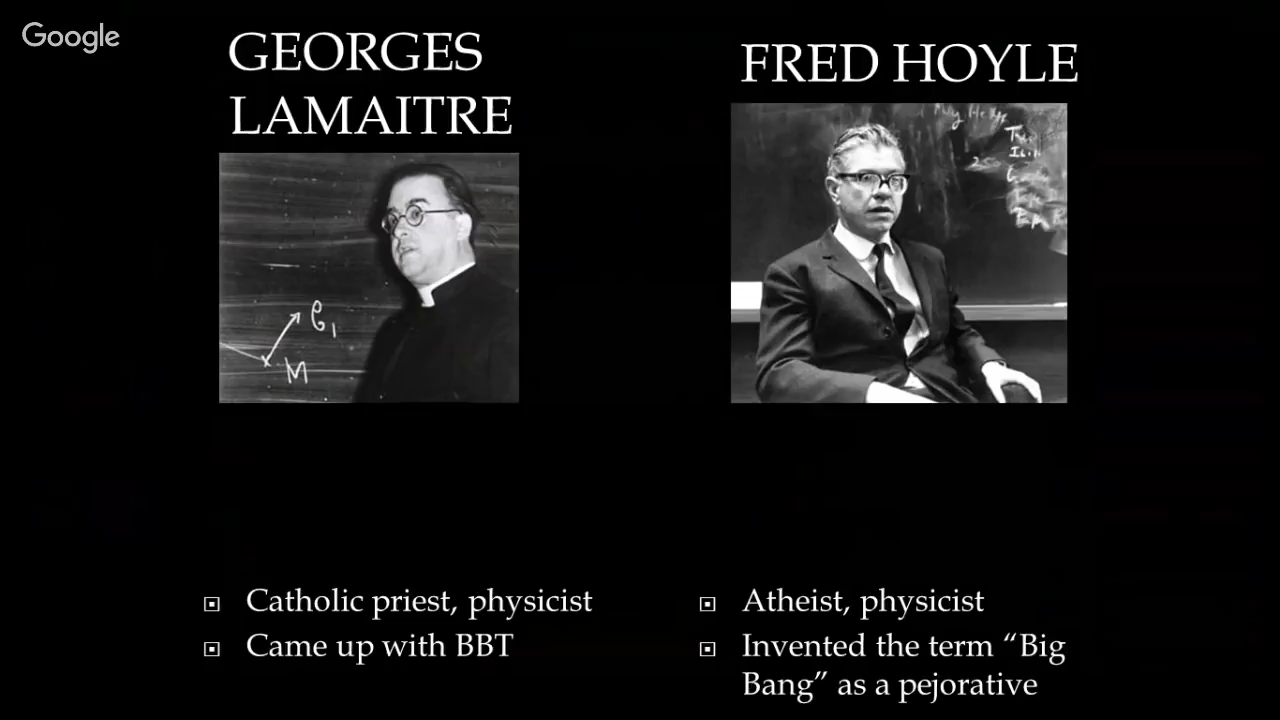 Google
GEORGES
LAMAITRE
FRED HOYLE
e₁
M
Catholic priest, physicist
Came up with BBT
Atheist, physicist
Invented the term “Big
Bang” as a pejorative